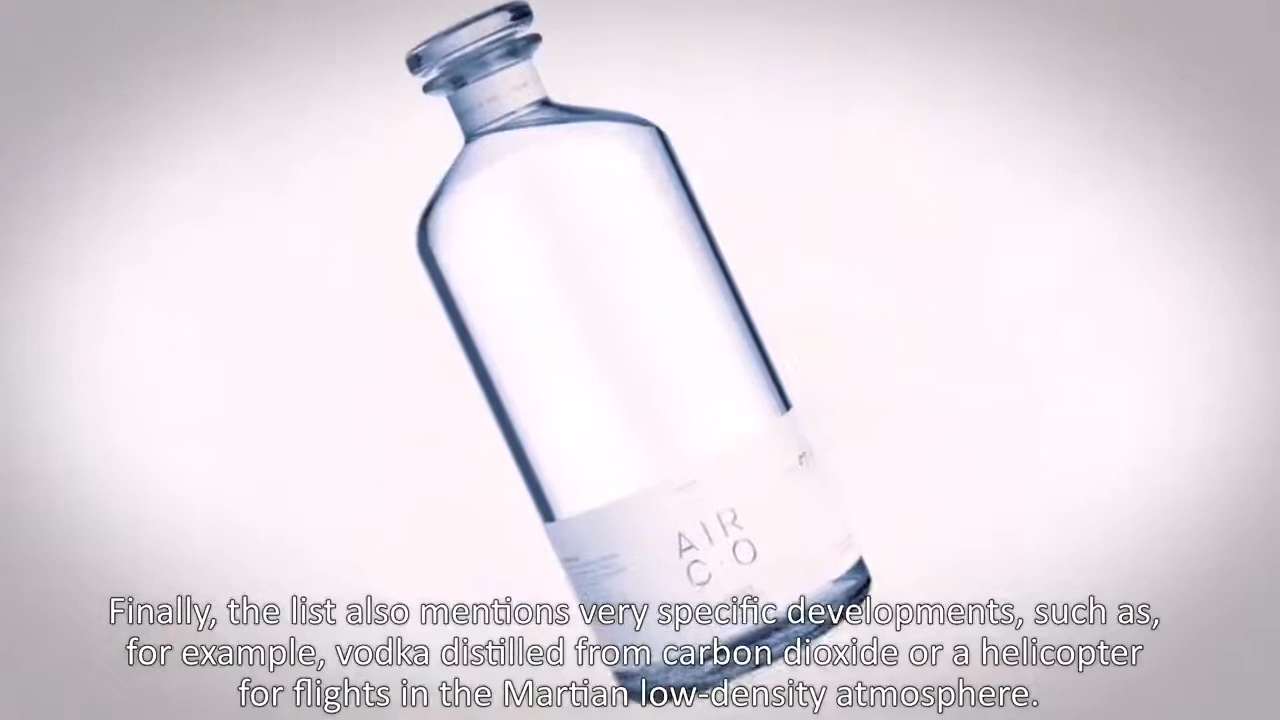 AIR
C·O
Finally, the list also mentions very specific developments, such as,
for example, vodka distilled from carbon dioxide or a helicopter
for flights in the Martian low-density atmosphere.